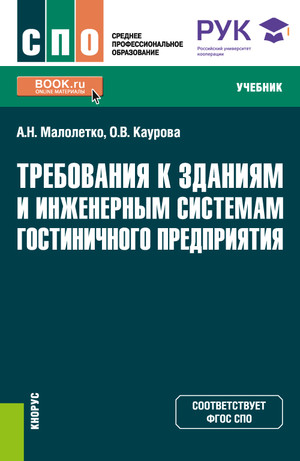 СПО
СРЕДНЕЕ
ПРОФЕССИОНАЛЬНОЕ
ОБРАЗОВАНИЕ
РУК
Российский университет
кооперации
BOOK.ru
ONLINE МАТЕРИАЛЫ
УЧЕБНИК
А.Н. Малолетко, О.В. Каурова
ТРЕБОВАНИЯ К ЗДАНИЯМ
И ИНЖЕНЕРНЫМ СИСТЕМАМ
ГОСТИНИЧНОГО ПРЕДПРИЯТИЯ
СООТВЕТСТВУЕТ
ФГОС СПО
КНОРУС